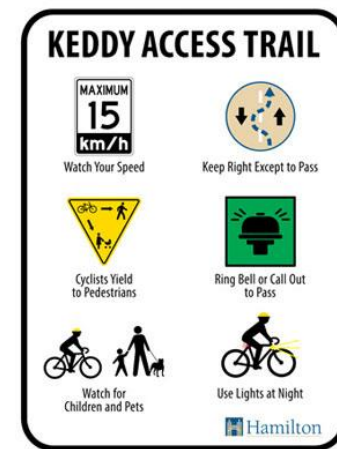 KEDDY ACCESS TRAIL
MAXIMUM
15
km/h
Watch Your Speed
Keep Right Except to Pass
Cyclists Yield
to Pedestrians
Ring Bell or Call Out
to Pass
Watch for
Children and Pets
Use Lights at Night
Hamilton